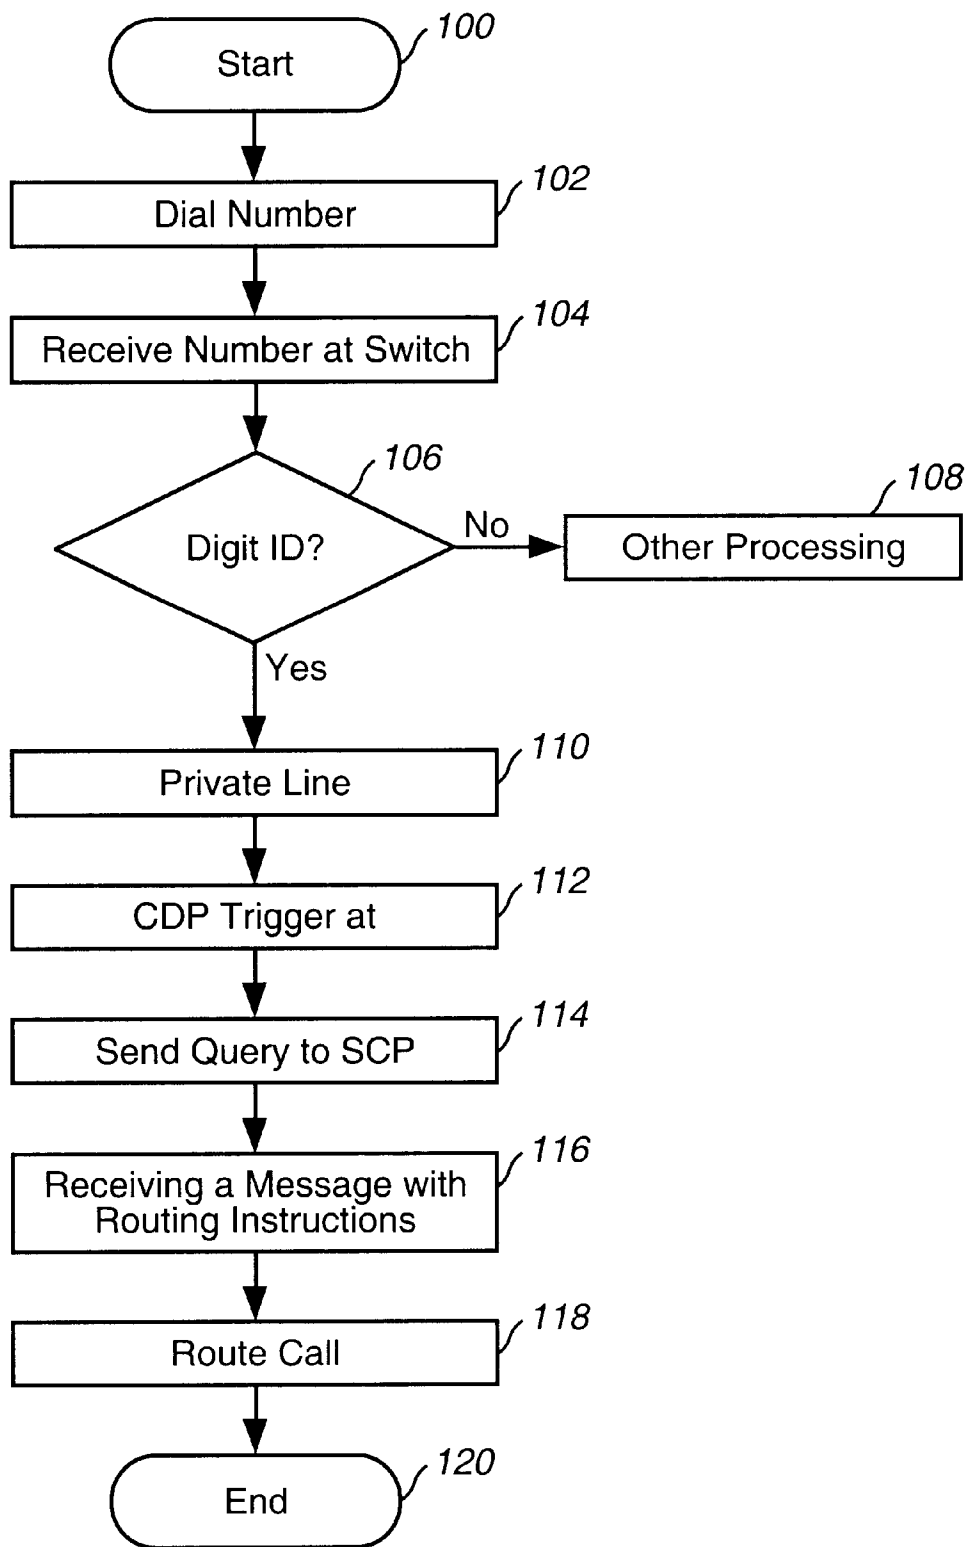 100
Start
102
Dial Number
104
Receive Number at Switch
106
Digit ID?
No
108
Other Processing
Yes
110
Private Line
112
CDP Trigger at
114
Send Query to SCP
116
Receiving a Message with
Routing Instructions
118
Route Call
120
End